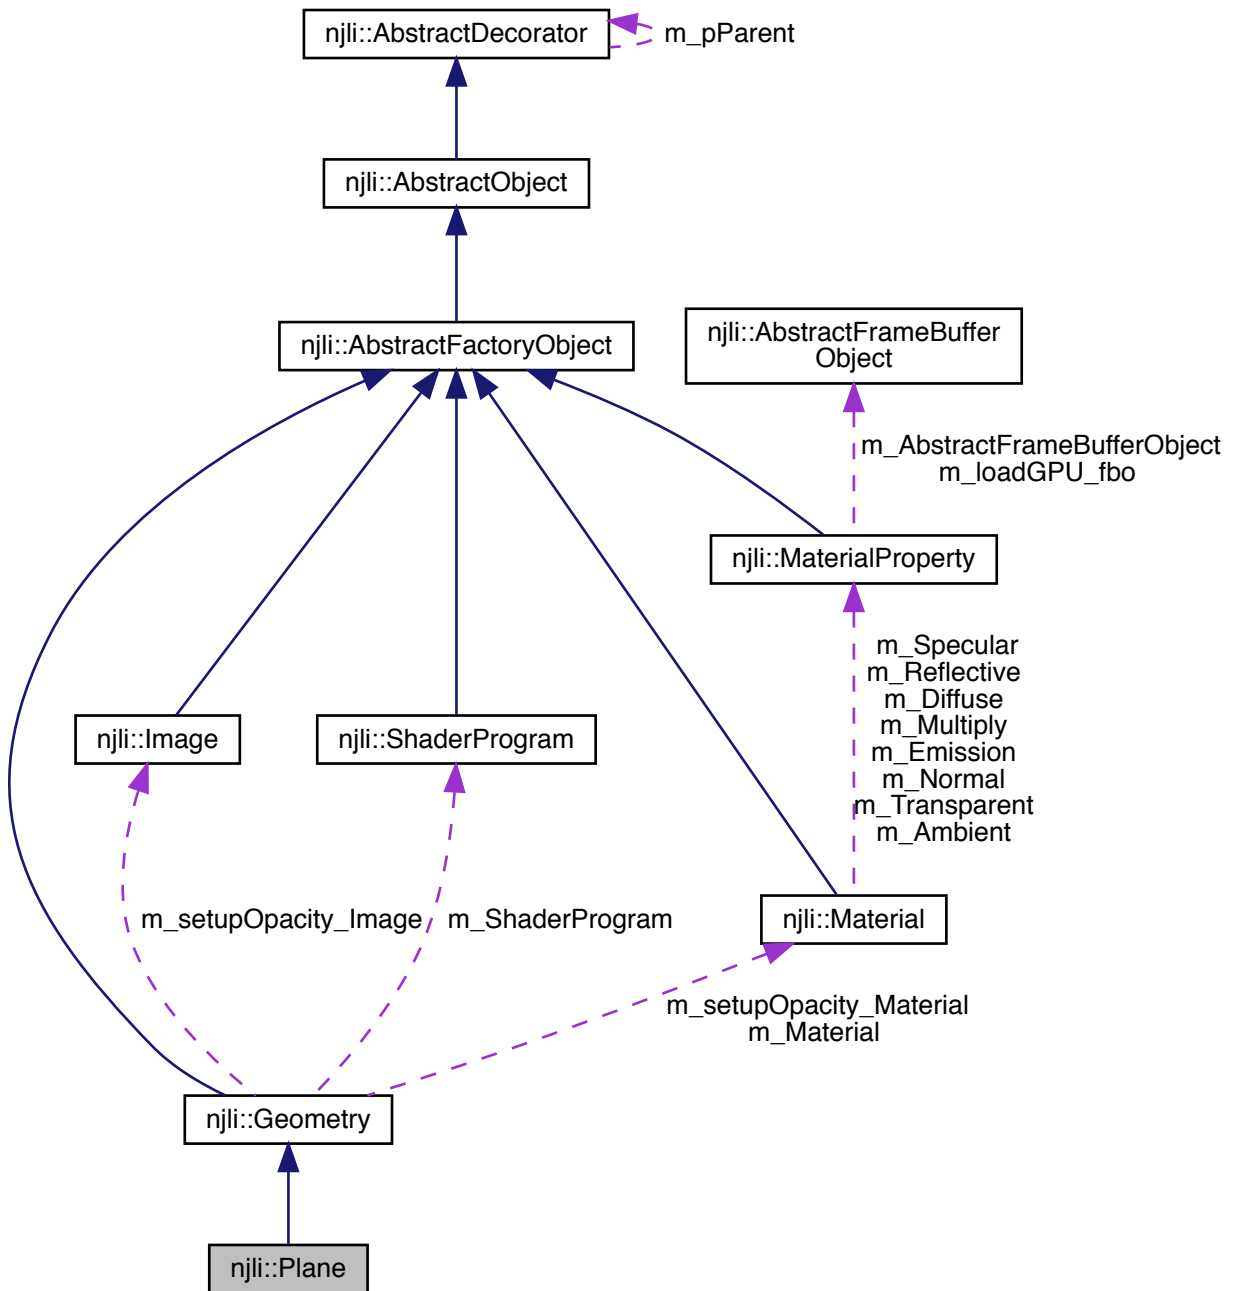 njli::AbstractDecorator
m_pParent
njli::AbstractObject
njli::AbstractFactoryObject
njli::AbstractFrameBuffer
Object
m_AbstractFrameBufferObject
m_loadGPU_fbo
njli::MaterialProperty
m_Specular
m_Reflective
m_Diffuse
m_Multiply
m_Emission
m_Normal
m_Transparent
m_Ambient
njli::Image
njli::ShaderProgram
m_setupOpacity_Image
m_ShaderProgram
njli::Material
m_setupOpacity_Material
m_Material
njli::Geometry
njli::Plane